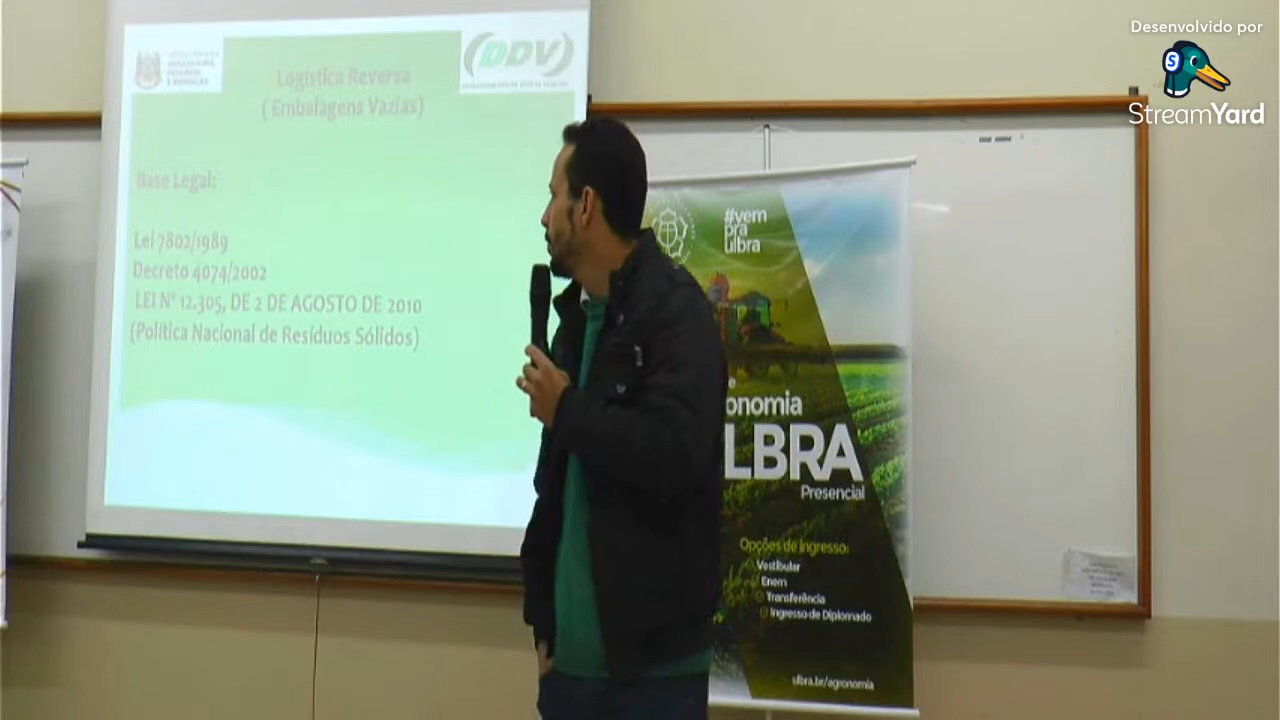 AGRICULTURA,
DDV
Logística Reversa
( Embalagens Vazias)
Base Legal:
Lei 7802/1989
Decreto 4074/2002
LEI Nº 12.305, DE 2 DE AGOSTO DE 2010
(Política Nacional de Resíduos Sólidos)
#vem
pra
ulbra
onomia
LBRA
Presencial
Opções de Ingresso:
Vestibular
Enem
Transferência
Ingresso de Diplomado
ulbra.br/agronomia
Desenvolvido por
StreamYard